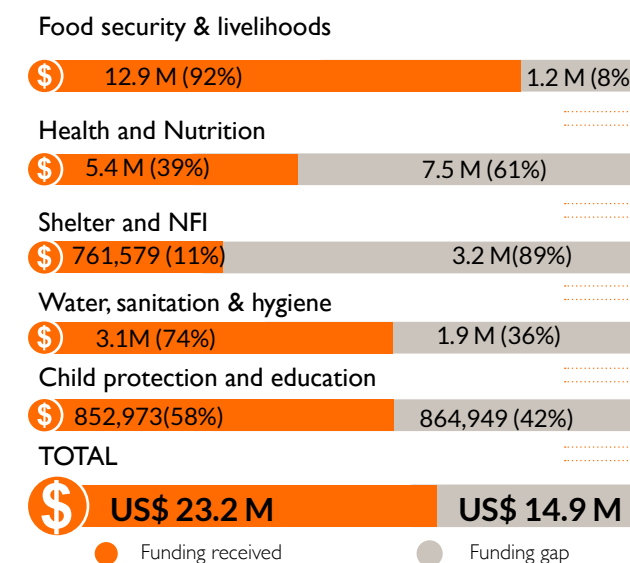 Food security & livelihoods
$ 12.9 M (92%) 1.2 M (8%
Health and Nutrition
$ 5.4 M (39%) 7.5 M (61%)
Shelter and NFI
$ 761,579 (11%) 3.2 M(89%)
Water, sanitation & hygiene
$ 3.1M (74%) 1.9 M (36%)
Child protection and education
$ 852,973(58%) 864,949 (42%)
TOTAL
$ US$ 23.2 M US$ 14.9 M
Funding received Funding gap